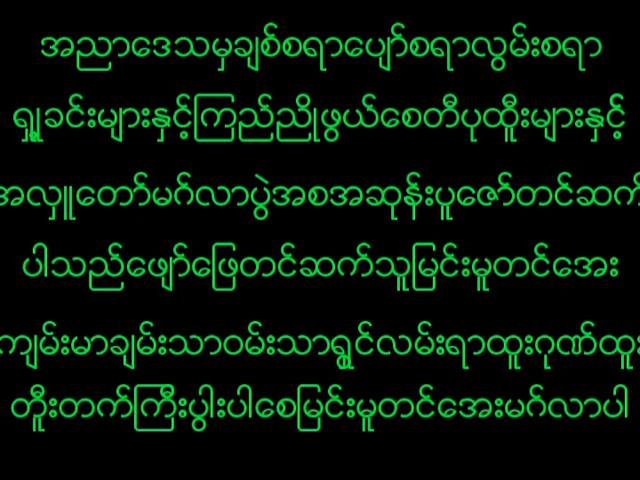 အညာဒေသမှချစ်စရာပျော်စရာလွမ်းစရာ
ရှုခင်းများနှင့်ကြည်ညိုဖွယ်စေတီပုထိူးများနှင့်
အလှူတော်မဂ်လာပွဲအစအဆုန်းပူဇော်တင်ဆက်
ပါသည်ဖျော်ဖြေတင်ဆက်သူမြင်းမူတင်အေး
ကျမ်းမာချမ်းသာဝမ်းသာရွှင်လမ်းရာထူးဂုဏ်ထူး
တိူးတက်ကြီးပွါးပါစေမြင်းမူတင်အေးမဂ်လာပါ